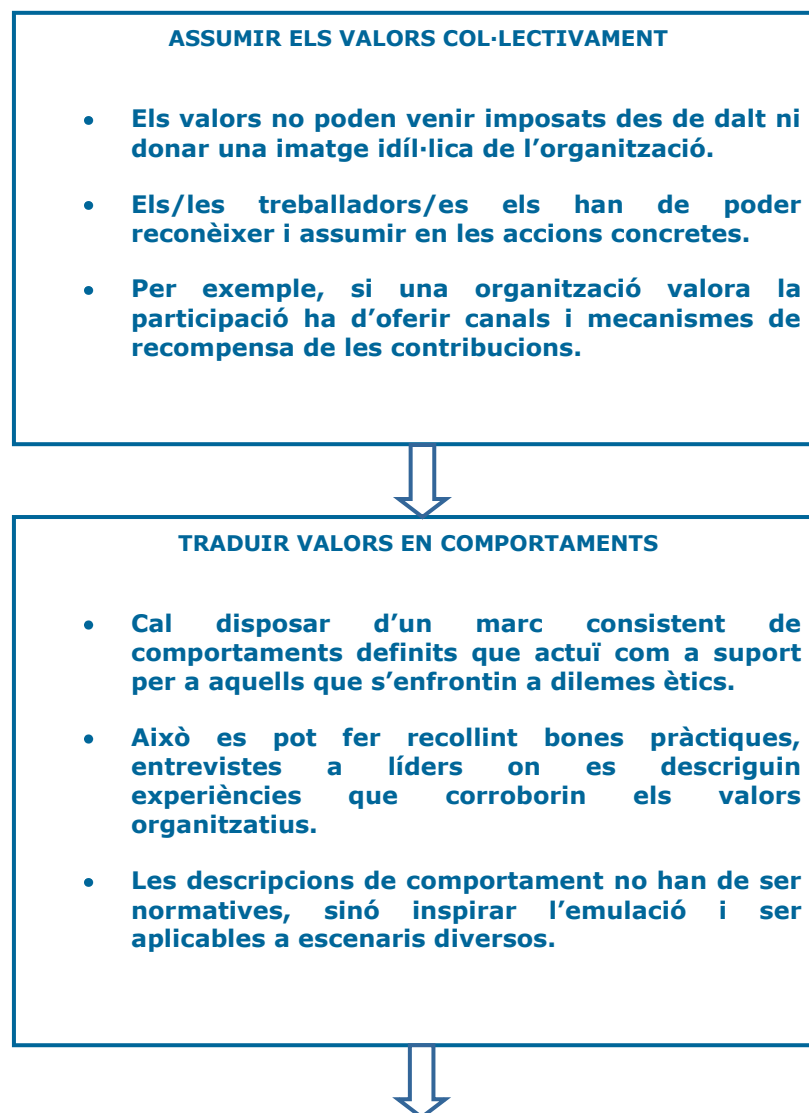 ASSUMIR ELS VALORS COL·LECTIVAMENT
• Els valors no poden venir imposats des de dalt ni
donar una imatge idíl·lica de l’organització.
• Els/les treballadors/es els han de poder
reconèixer i assumir en les accions concretes.
• Per exemple, si una organització valora la
participació ha d’oferir canals i mecanismes de
recompensa de les contribucions.
TRADUIR VALORS EN COMPORTAMENTS
• Cal disposar d’un marc consistent de
comportaments definits que actuï com a suport
per a aquells que s’enfrontin a dilemes ètics.
• Això es pot fer recollint bones pràctiques,
entrevistes a líders on es descriguin
experiències que corroborin els valors
organitzatius.
• Les descripcions de comportament no han de ser
normatives, sinó inspirar l’emulació i ser
aplicables a escenaris diversos.